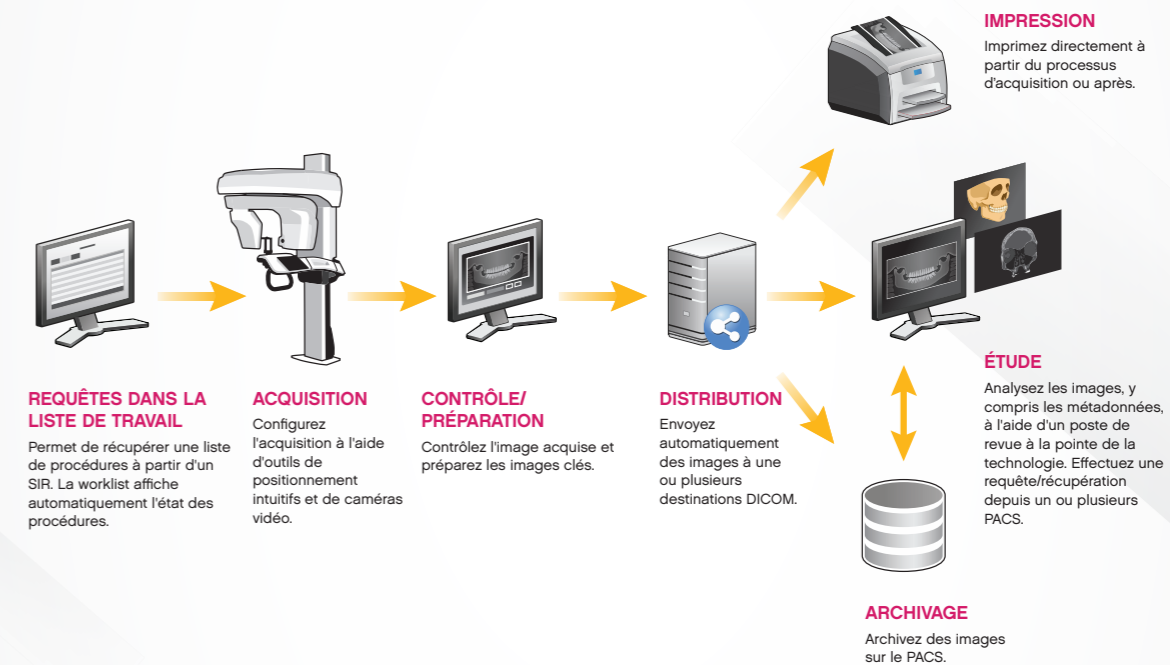 IMPRESSION
Imprimez directement à
partir du processus
d'acquisition ou après.
REQUÊTES DANS LA
LISTE DE TRAVAIL
Permet de récupérer une liste
de procédures à partir d'un
SIR. La worklist affiche
automatiquement l'état des
procédures.
ACQUISITION
Configurez
l'acquisition à l'aide
d'outils de
positionnement
intuitifs et de caméras
vidéo.
CONTRÔLE/
PRÉPARATION
Contrôlez l'image acquise et
préparez les images clés.
DISTRIBUTION
Envoyez
automatiquement
des images à une
ou plusieurs
destinations DICOM.
ÉTUDE
Analysez les images, y
compris les métadonnées,
à l'aide d'un poste de
revue à la pointe de la
technologie. Effectuez une
requête/récupération
depuis un ou plusieurs
PACS.
ARCHIVAGE
Archivez des images
sur le PACS.